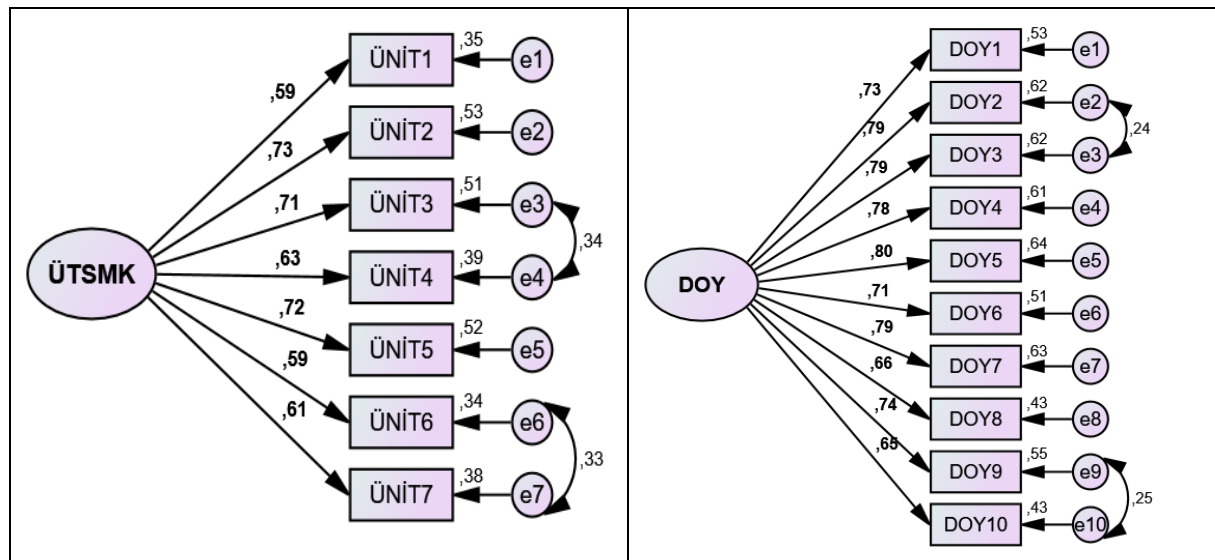 ÜTSMK
,59
ÜNİT1
,35
e1
,73
ÜNİT2
,53
e2
,71
ÜNİT3
,51
e3
,63
ÜNİT4
,39
e4
,34
,72
ÜNİT5
,52
e5
,59
ÜNİT6
,34
e6
,61
ÜNİT7
,38
e7
,33
DOY
,73
DOY1
,53
e1
,79
DOY2
,62
e2
,79
DOY3
,62
e3
,24
,78
DOY4
,61
e4
,80
DOY5
,64
e5
,71
DOY6
,51
e6
,79
DOY7
,63
e7
,66
DOY8
,43
e8
,74
DOY9
,55
e9
,65
DOY10
,43
e10
,25